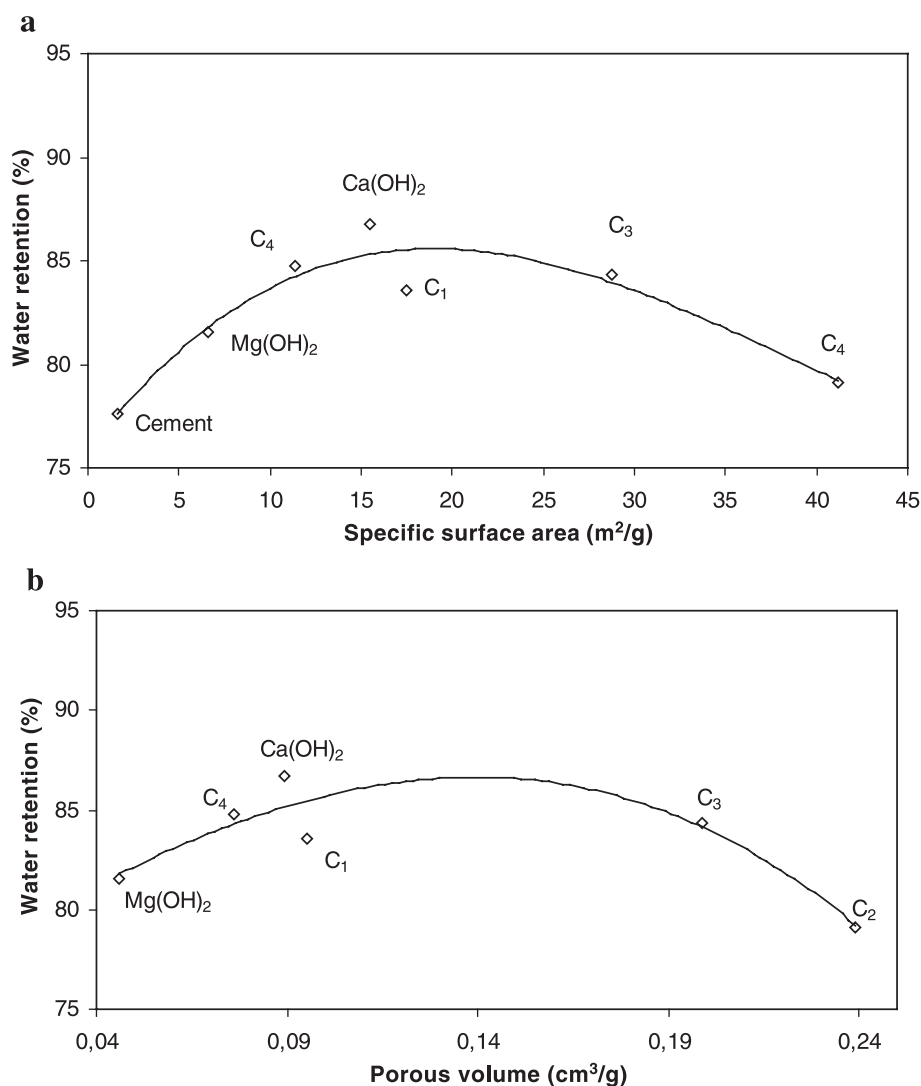 a
95
90
85
80
75
Water retention (%)
Ca(OH)₂
C₄
C₃
C₁
Mg(OH)₂
C₄
Cement
0 5 10 15 20 25 30 35 40 45
Specific surface area (m²/g)
b
95
90
85
80
75
Water retention (%)
Ca(OH)₂
C₄
C₃
C₁
Mg(OH)₂
C₂
0,04 0,09 0,14 0,19 0,24
Porous volume (cm³/g)